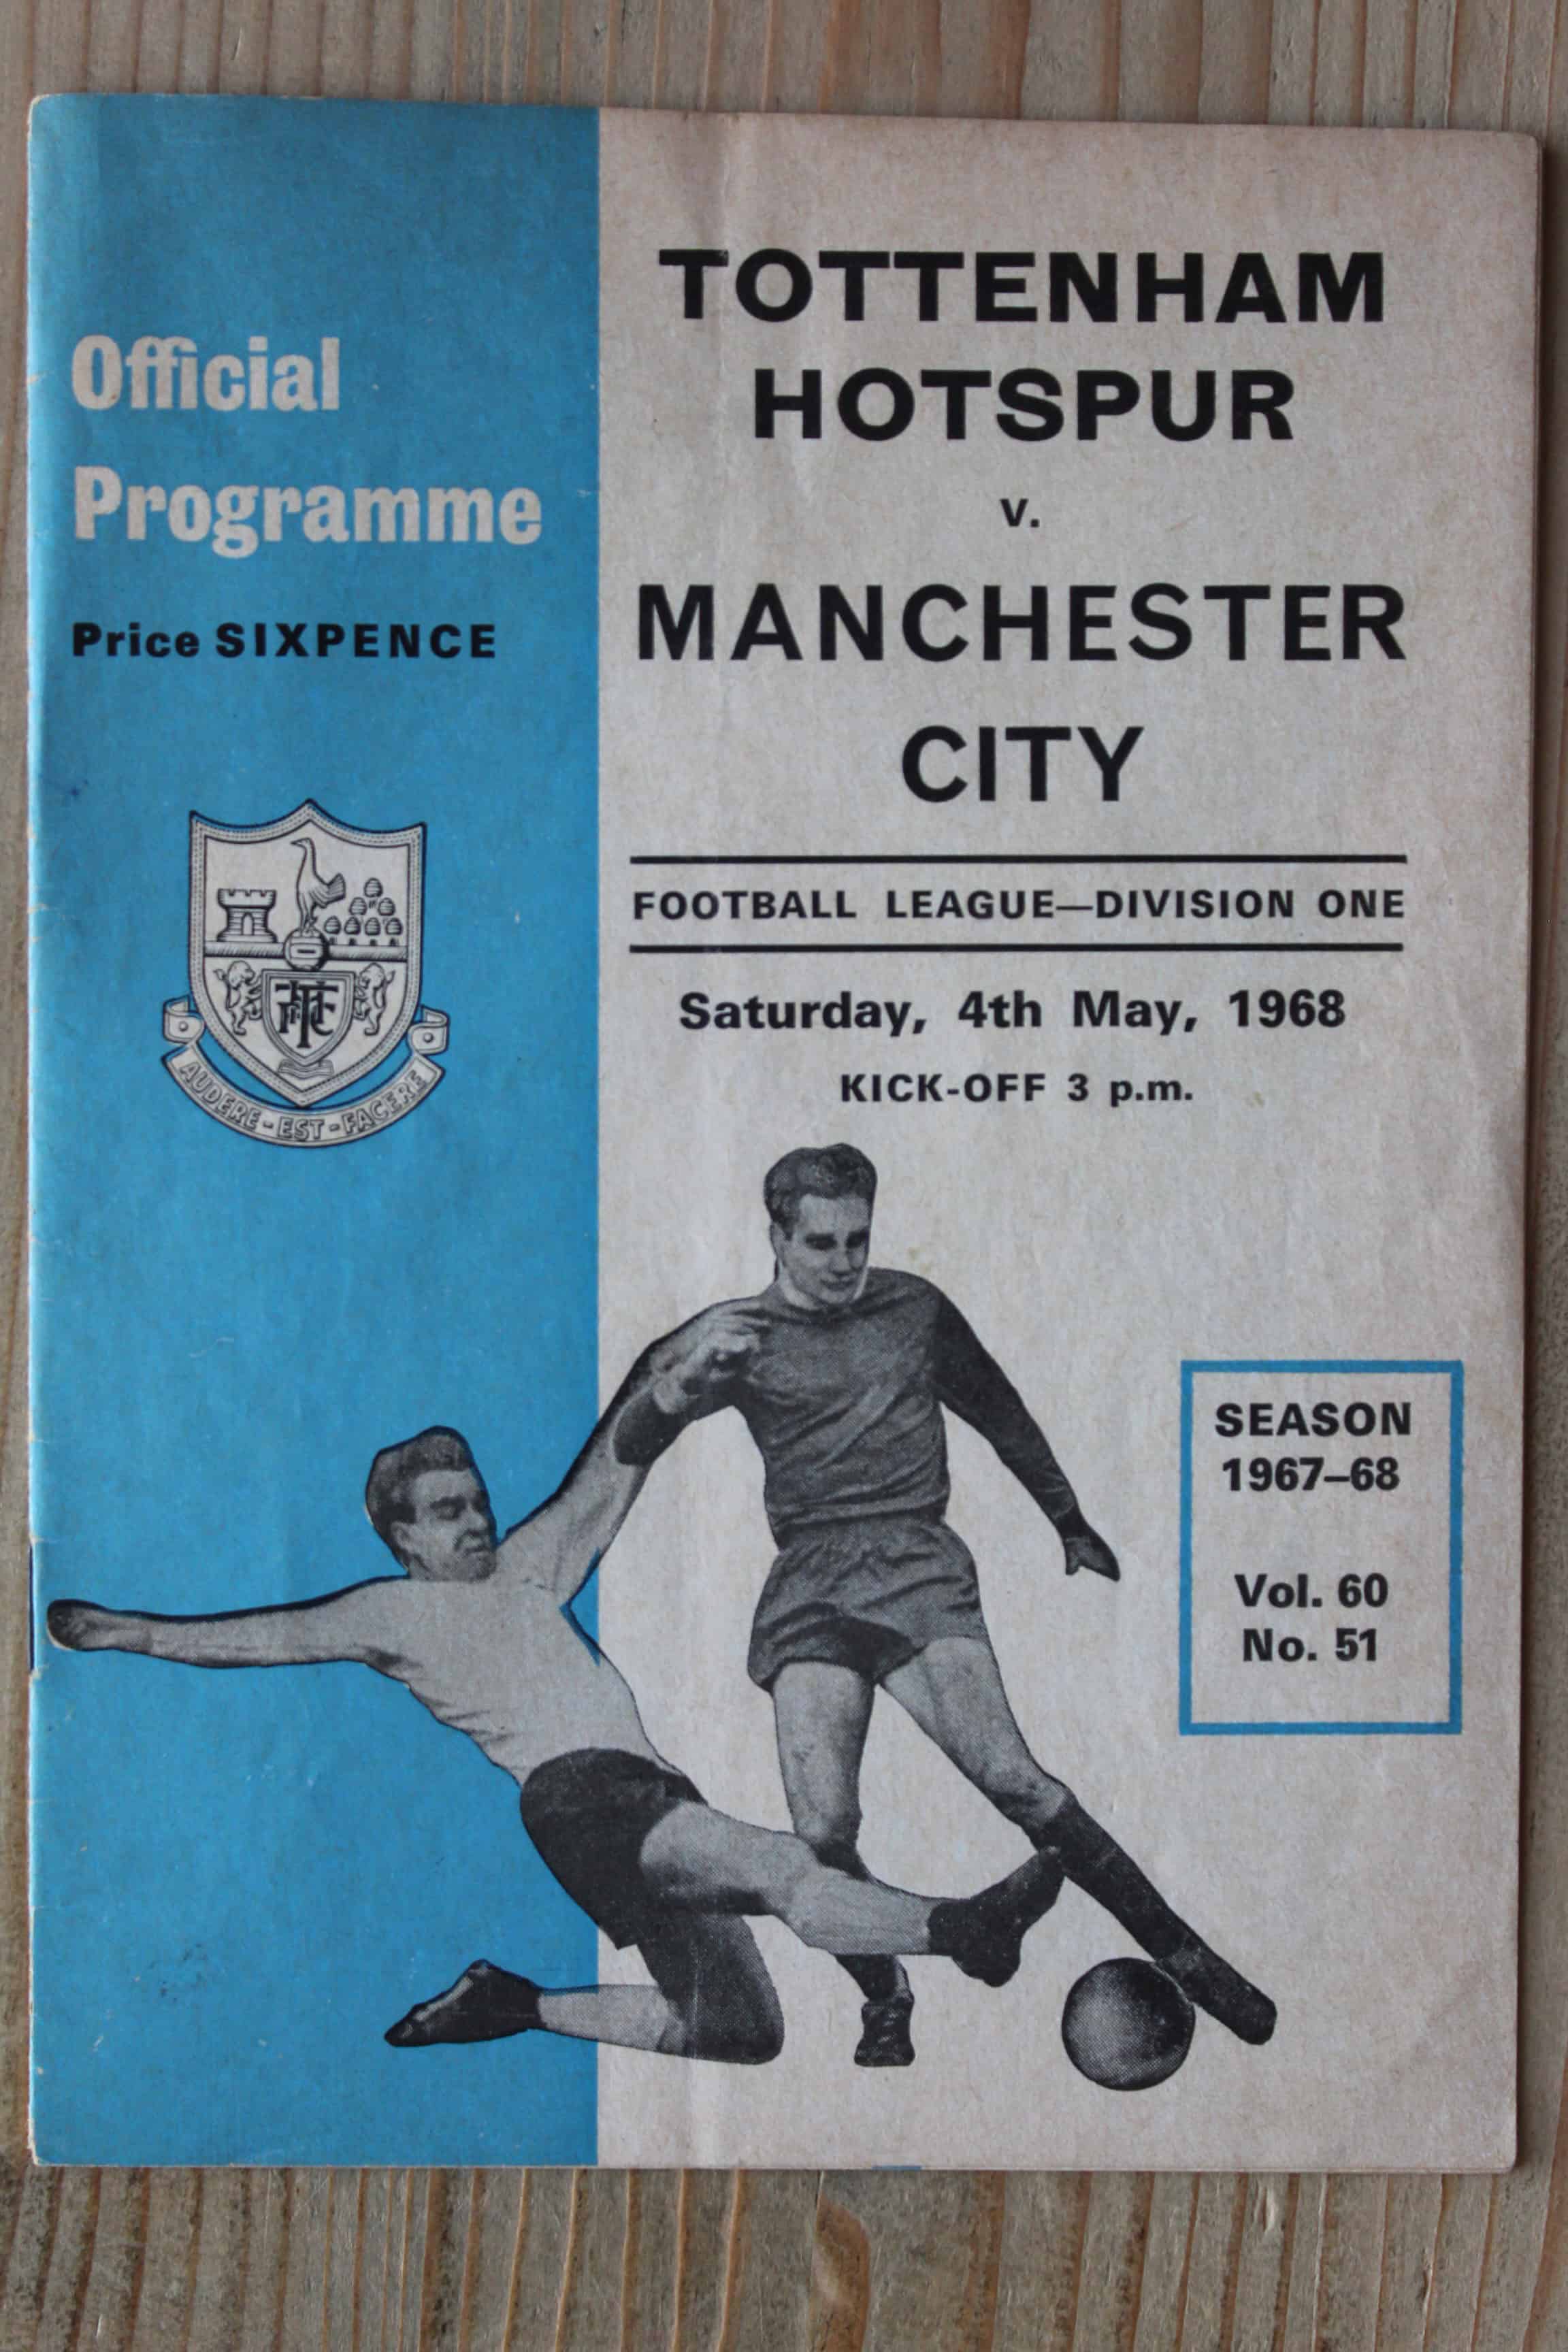 Official
Programme
Price SIXPENCE
AUDERE - EST - FACERE
TOTTENHAM
HOTSPUR
v.
MANCHESTER
CITY
FOOTBALL LEAGUE—DIVISION ONE
Saturday, 4th May, 1968
KICK-OFF 3 p.m.
SEASON
1967–68
Vol. 60
No. 51